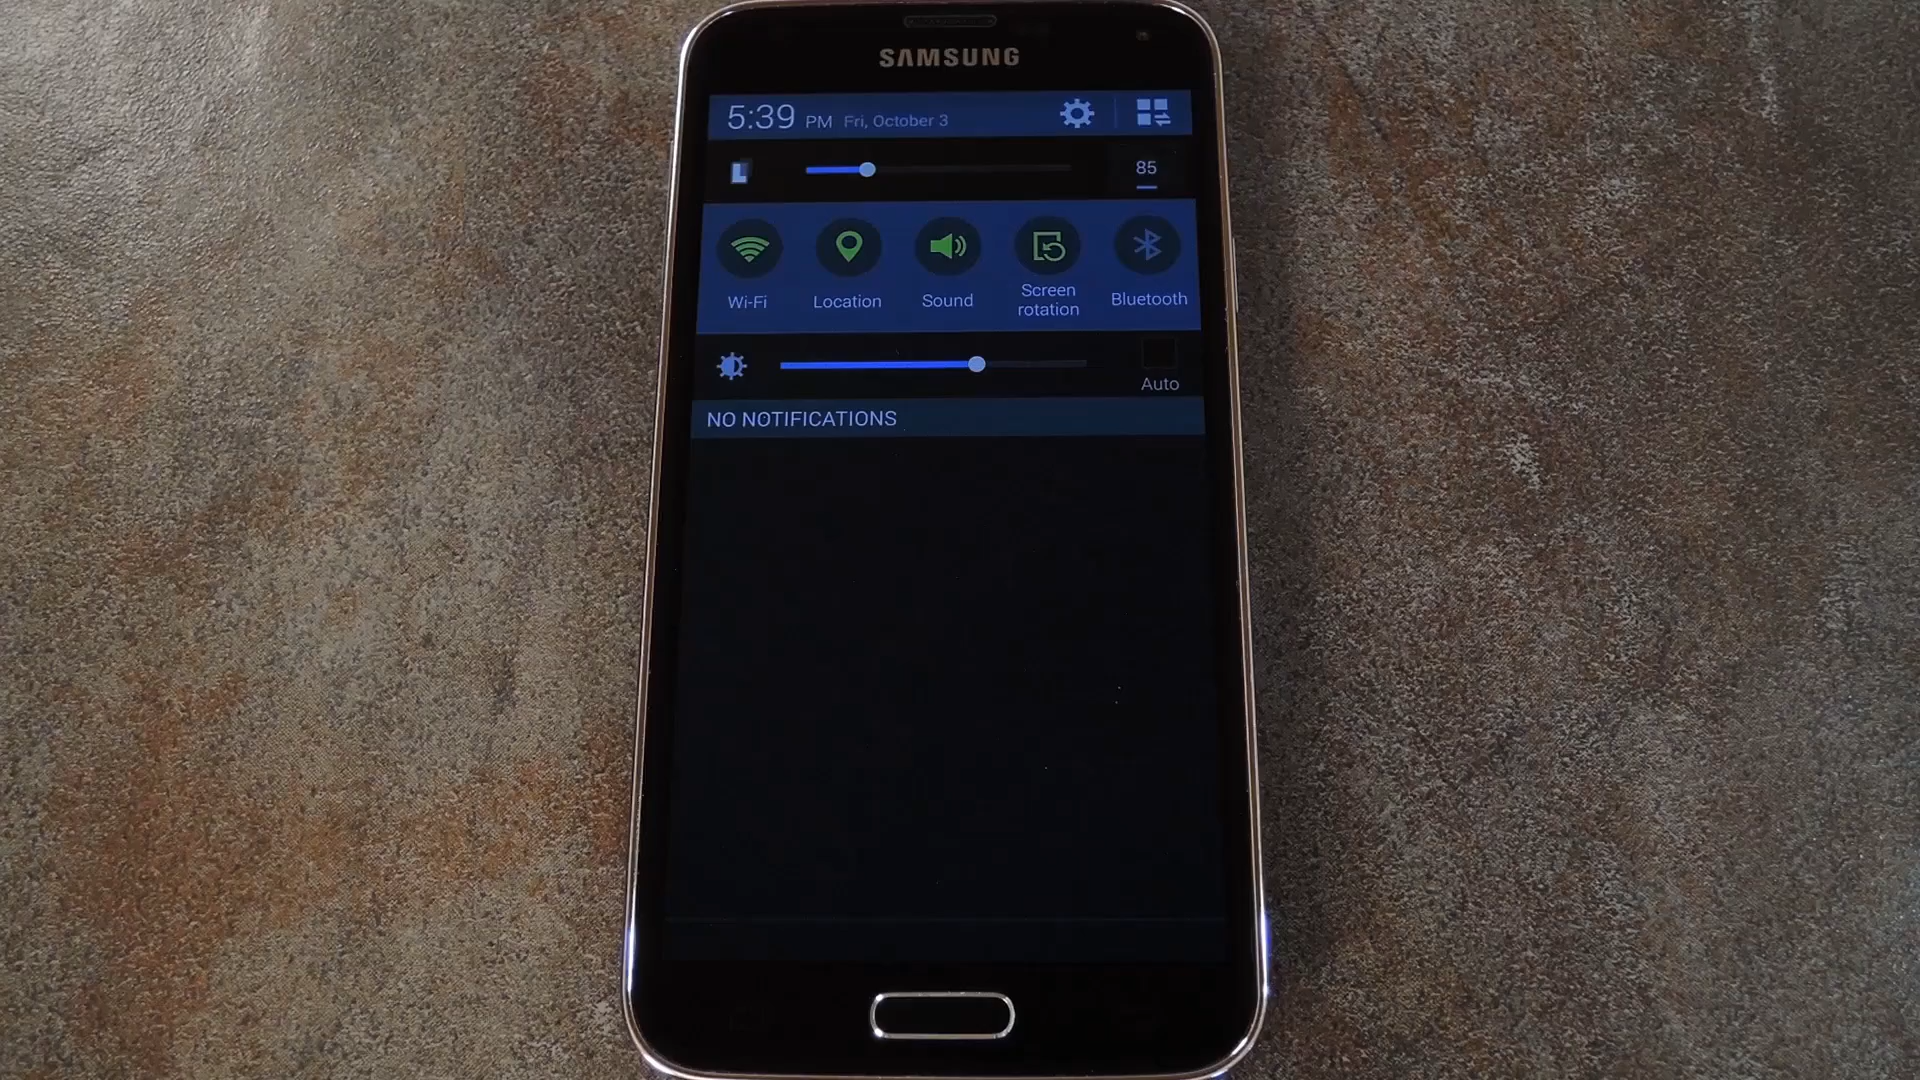 SAMSUNG
5:39 PM Fri, October 3
85
Wi-Fi Location Sound Screen rotation Bluetooth
Auto
NO NOTIFICATIONS